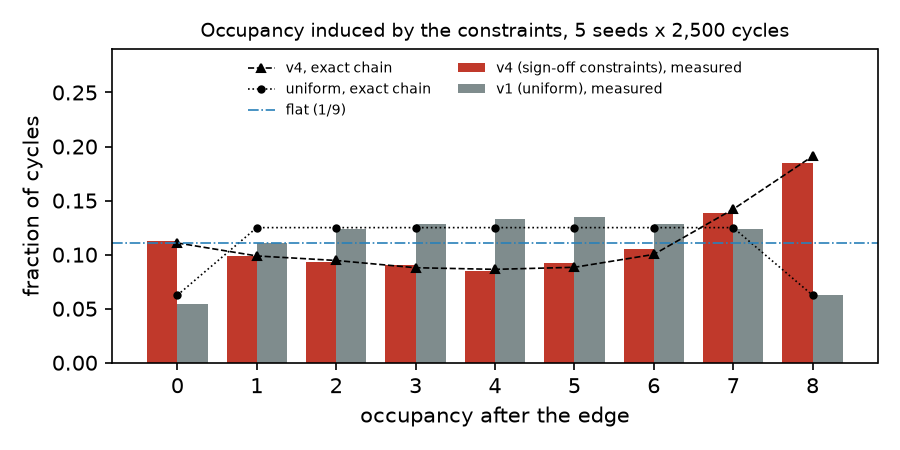 Occupancy induced by the constraints, 5 seeds x 2,500 cycles
v4, exact chain
uniform, exact chain
flat (1/9)
v4 (sign-off constraints), measured
v1 (uniform), measured
fraction of cycles
0.25
0.20
0.15
0.10
0.05
0.00
0 1 2 3 4 5 6 7 8
occupancy after the edge